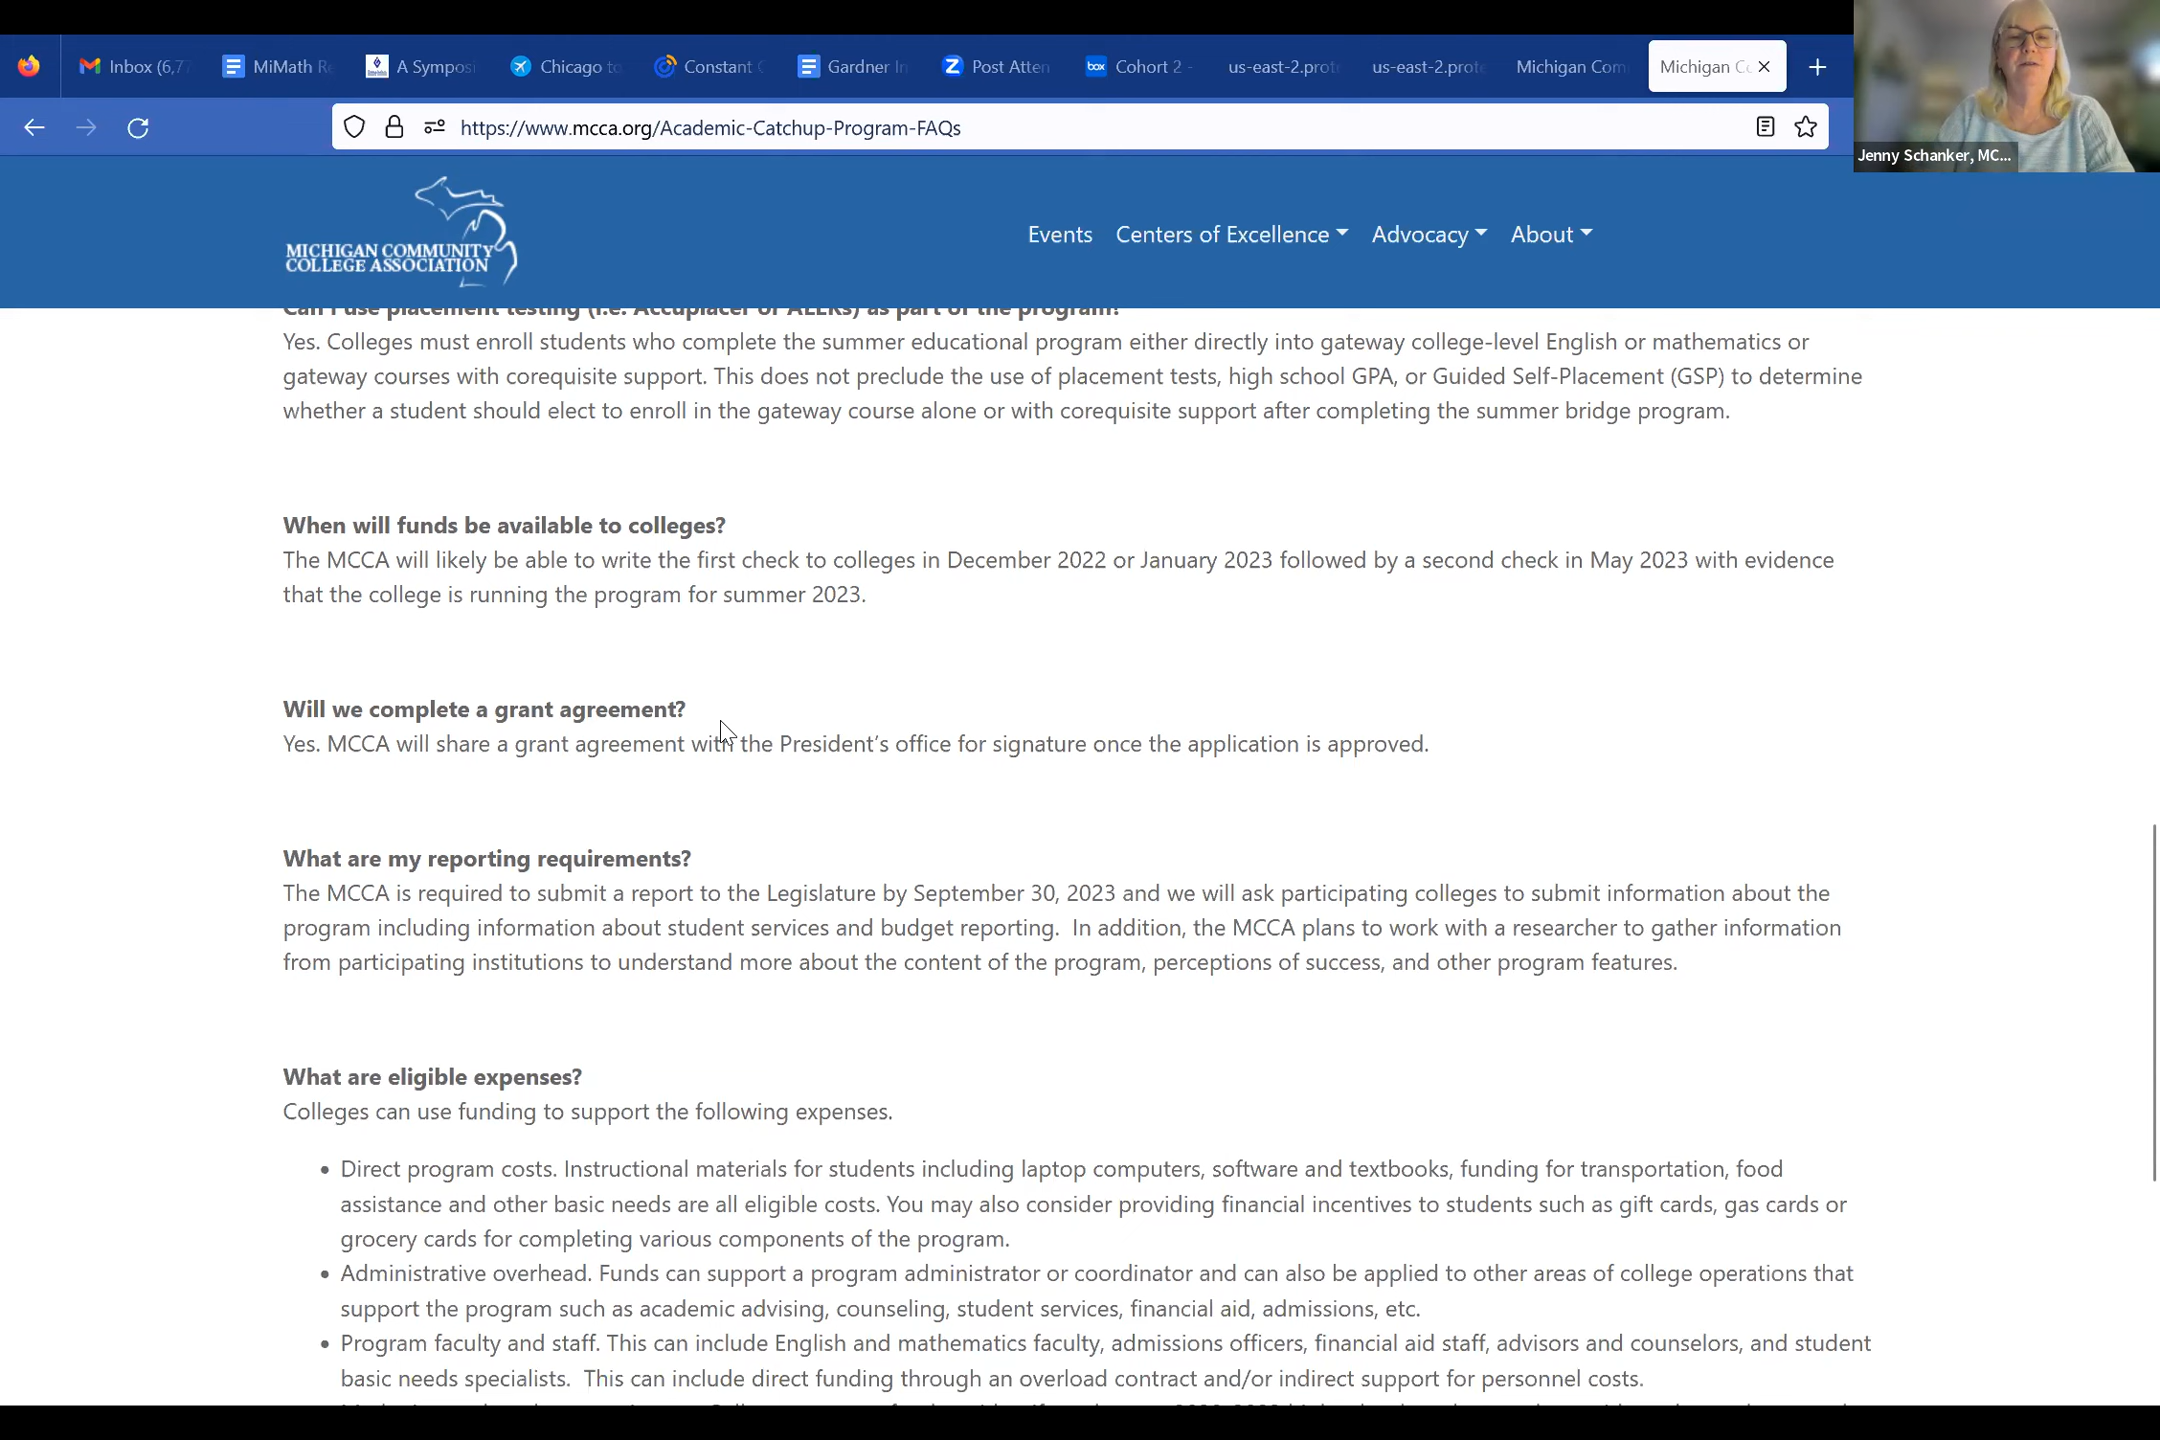 Inbox (6,77
MiMath Re
A Symposi
Chicago to
Constant C
Gardner In
Post Atten
box
Cohort 2 -
us-east-2.prote
us-east-2.prote
Michigan Com
Michigan Co
https://www.mcca.org/Academic-Catchup-Program-FAQs
Jenny Schanker, MC...
MICHIGAN COMMUNITY
COLLEGE ASSOCIATION
Events Centers of Excellence Advocacy About
Can I use placement testing (i.e. Accuplacer or ALEKs) as part of the program?
Yes. Colleges must enroll students who complete the summer educational program either directly into gateway college-level English or mathematics or
gateway courses with corequisite support. This does not preclude the use of placement tests, high school GPA, or Guided Self-Placement (GSP) to determine
whether a student should elect to enroll in the gateway course alone or with corequisite support after completing the summer bridge program.
When will funds be available to colleges?
The MCCA will likely be able to write the first check to colleges in December 2022 or January 2023 followed by a second check in May 2023 with evidence
that the college is running the program for summer 2023.
Will we complete a grant agreement?
Yes. MCCA will share a grant agreement with the President's office for signature once the application is approved.
What are my reporting requirements?
The MCCA is required to submit a report to the Legislature by September 30, 2023 and we will ask participating colleges to submit information about the
program including information about student services and budget reporting.  In addition, the MCCA plans to work with a researcher to gather information
from participating institutions to understand more about the content of the program, perceptions of success, and other program features.
What are eligible expenses?
Colleges can use funding to support the following expenses.
• Direct program costs. Instructional materials for students including laptop computers, software and textbooks, funding for transportation, food
assistance and other basic needs are all eligible costs. You may also consider providing financial incentives to students such as gift cards, gas cards or
grocery cards for completing various components of the program.
• Administrative overhead. Funds can support a program administrator or coordinator and can also be applied to other areas of college operations that
support the program such as academic advising, counseling, student services, financial aid, admissions, etc.
• Program faculty and staff. This can include English and mathematics faculty, admissions officers, financial aid staff, advisors and counselors, and student
basic needs specialists.  This can include direct funding through an overload contract and/or indirect support for personnel costs.